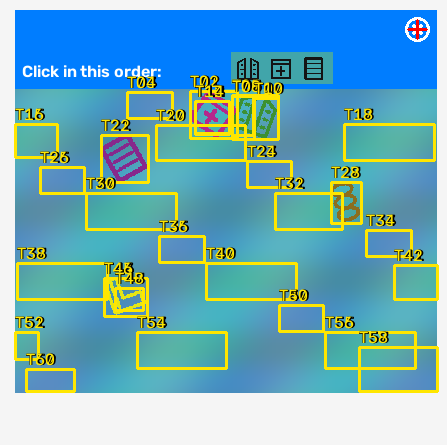 Click in this order:
T04 T02 T14 T06 T10
T16 T20 T18
T22 T24
T26 T28
T30 T32
T36 T34
T38 T40 T42
T46 T48
T50
T52 T54 T56
T58
T60